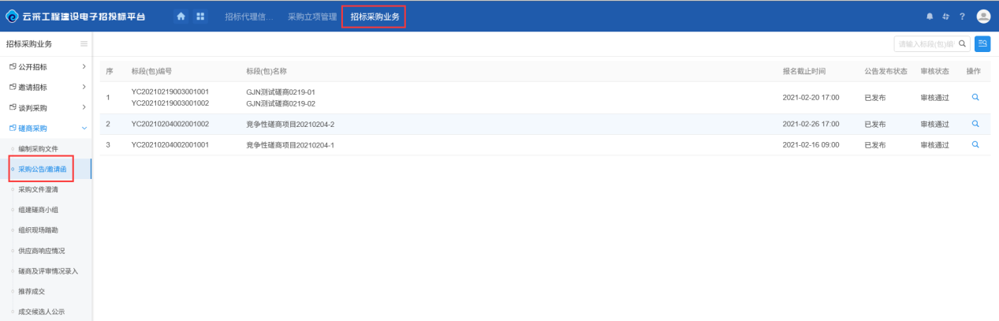 云采工程建设电子招投标平台
招标代理信... 采购立项管理 招标采购业务
招标采购业务
请输入标段(包)编
公开招标
邀请招标
谈判采购
磋商采购
编制采购文件
采购公告/邀请函
采购文件澄清
组建磋商小组
组织现场踏勘
供应商响应情况
磋商及评审情况录入
推荐成交
成交候选人公示
序 标段(包)编号 标段(包)名称 报名截止时间 公告发布状态 审核状态 操作
1 YC20210219003001001 GJN测试磋商0219-01 2021-02-20 17:00 已发布 审核通过
YC20210219003001002 GJN测试磋商0219-02
2 YC20210204002001002 竞争性磋商项目20210204-2 2021-02-26 17:00 已发布 审核通过
3 YC20210204002001001 竞争性磋商项目20210204-1 2021-02-16 09:00 已发布 审核通过